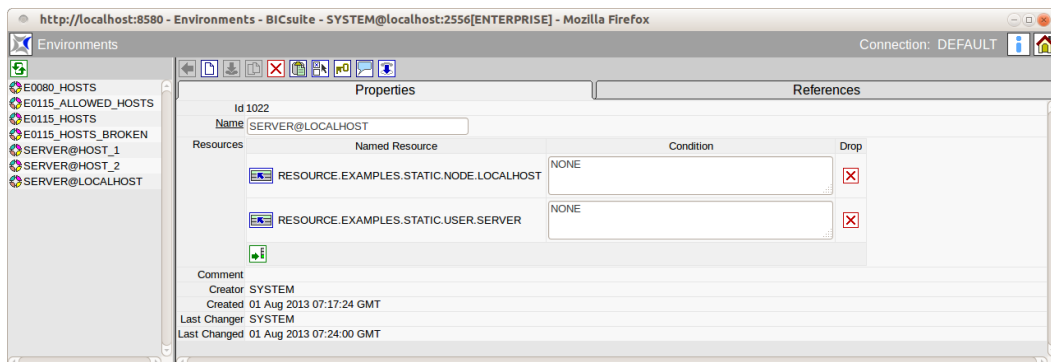 http://localhost:8580 - Environments - BICsuite - SYSTEM@localhost:2556[ENTERPRISE] - Mozilla Firefox
Environments
Connection: DEFAULT
E0080_HOSTS
E0115_ALLOWED_HOSTS
E0115_HOSTS
E0115_HOSTS_BROKEN
SERVER@HOST_1
SERVER@HOST_2
SERVER@LOCALHOST
Properties
References
Id 1022
Name SERVER@LOCALHOST
Resources Named Resource Condition Drop
RESOURCE.EXAMPLES.STATIC.NODE.LOCALHOST NONE
RESOURCE.EXAMPLES.STATIC.USER.SERVER NONE
Comment
Creator SYSTEM
Created 01 Aug 2013 07:17:24 GMT
Last Changer SYSTEM
Last Changed 01 Aug 2013 07:24:00 GMT